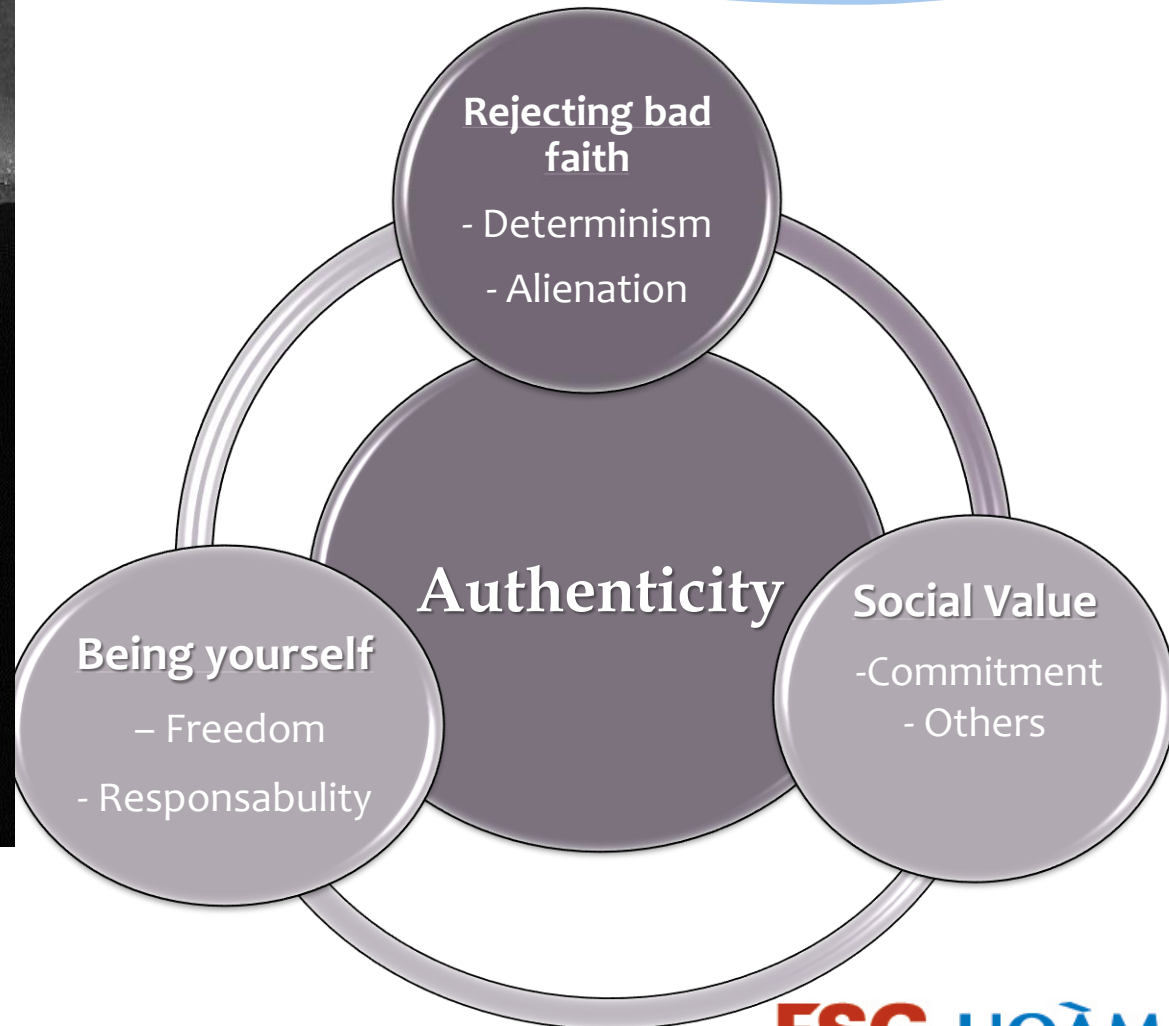 Rejecting bad
faith
- Determinism
- Alienation
Authenticity
Being yourself
– Freedom
- Responsabulity
Social Value
-Commitment
- Others